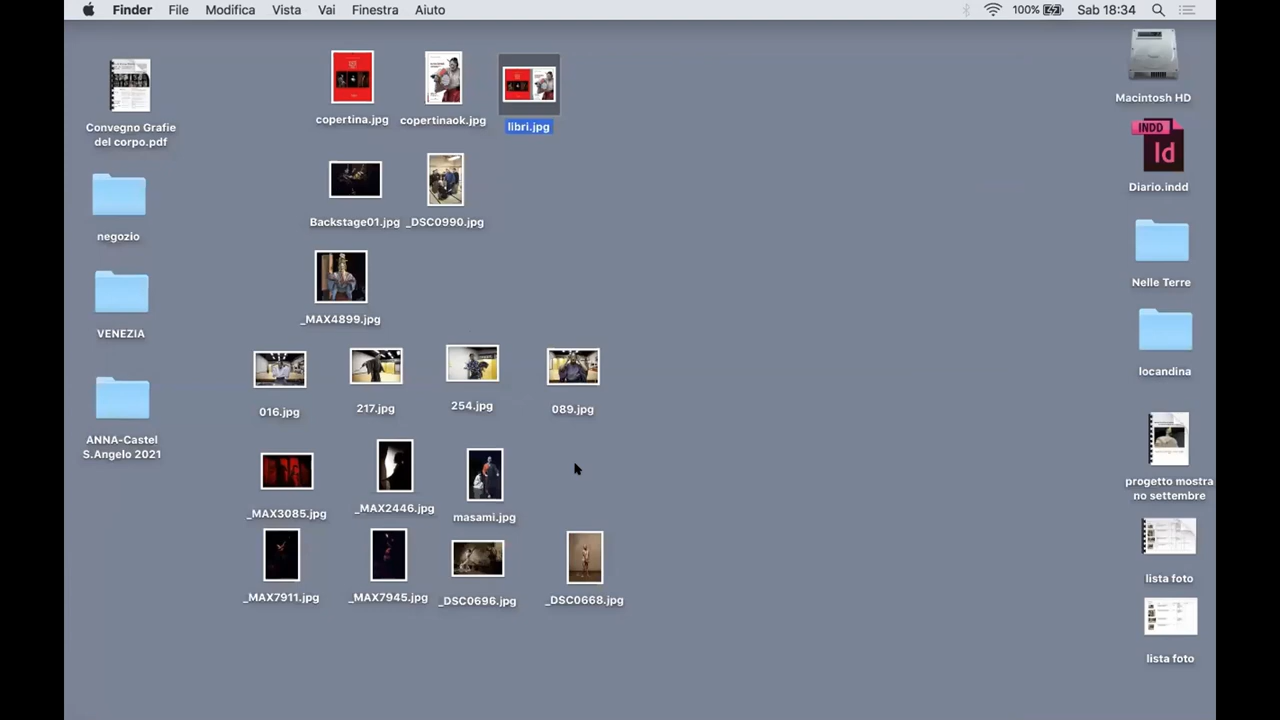 Finder File Modifica Vista Vai Finestra Aiuto 100% Sab 18:34
Convegno Grafie
del corpo.pdf
negozio
VENEZIA
ANNA-Castel
S.Angelo 2021
copertina.jpg
copertinaok.jpg
libri.jpg
Backstage01.jpg
_DSC0990.jpg
_MAX4899.jpg
016.jpg
217.jpg
254.jpg
089.jpg
_MAX3085.jpg
_MAX2446.jpg
masami.jpg
_MAX7911.jpg
_MAX7945.jpg
_DSC0696.jpg
_DSC0668.jpg
Macintosh HD
INDD
Id
Diario.indd
Nelle Terre
locandina
progetto mostra
no settembre
lista foto
lista foto